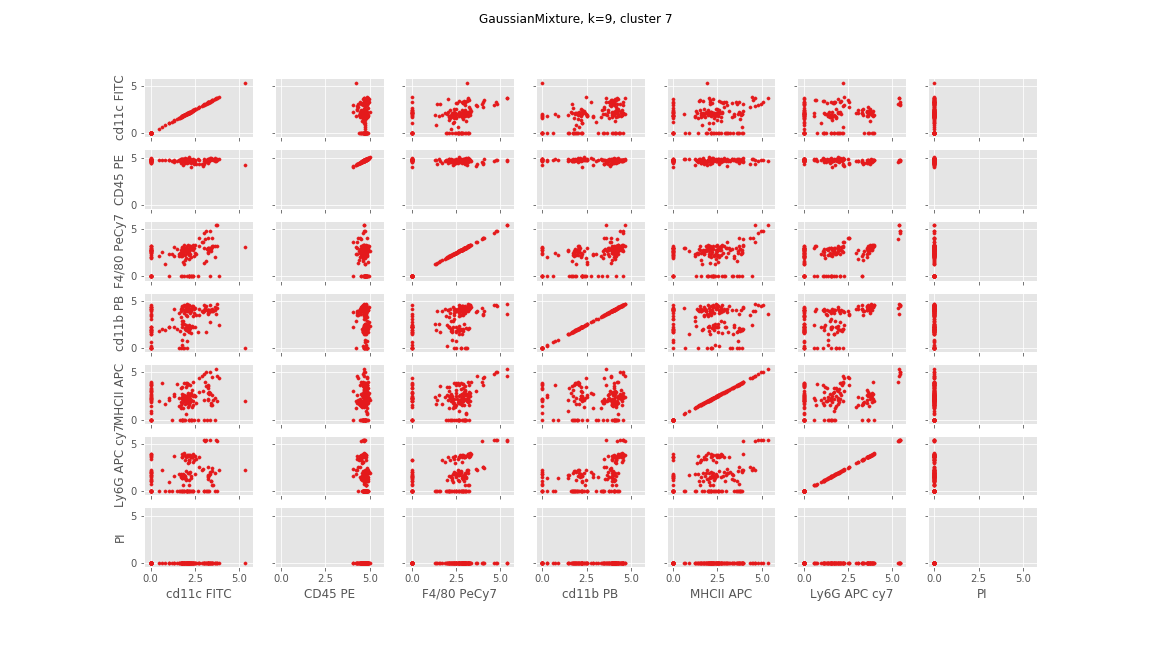 GaussianMixture, k=9, cluster 7
cd11c FITC
5
0
CD45 PE
5
0
F4/80 PeCy7
5
0
cd11b PB
5
0
MHCII APC
5
0
Ly6G APC cy7
5
0
PI
5
0
0.0 2.5 5.0 0.0 2.5 5.0 0.0 2.5 5.0 0.0 2.5 5.0 0.0 2.5 5.0 0.0 2.5 5.0 0.0 2.5 5.0
cd11c FITC CD45 PE F4/80 PeCy7 cd11b PB MHCII APC Ly6G APC cy7 PI